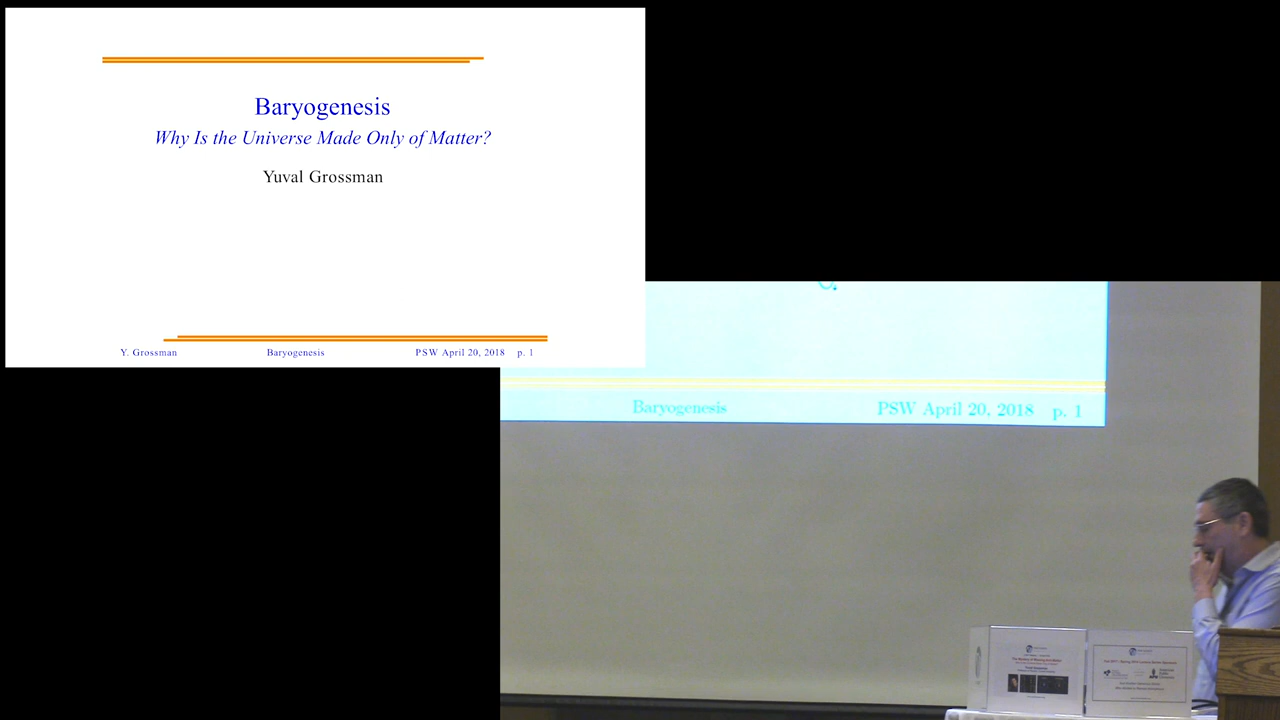 Baryogenesis
Why Is the Universe Made Only of Matter?
Yuval Grossman
Y. Grossman Baryogenesis PSW April 20, 2018 p. 1
Baryogenesis PSW April 20, 2018 p. 1